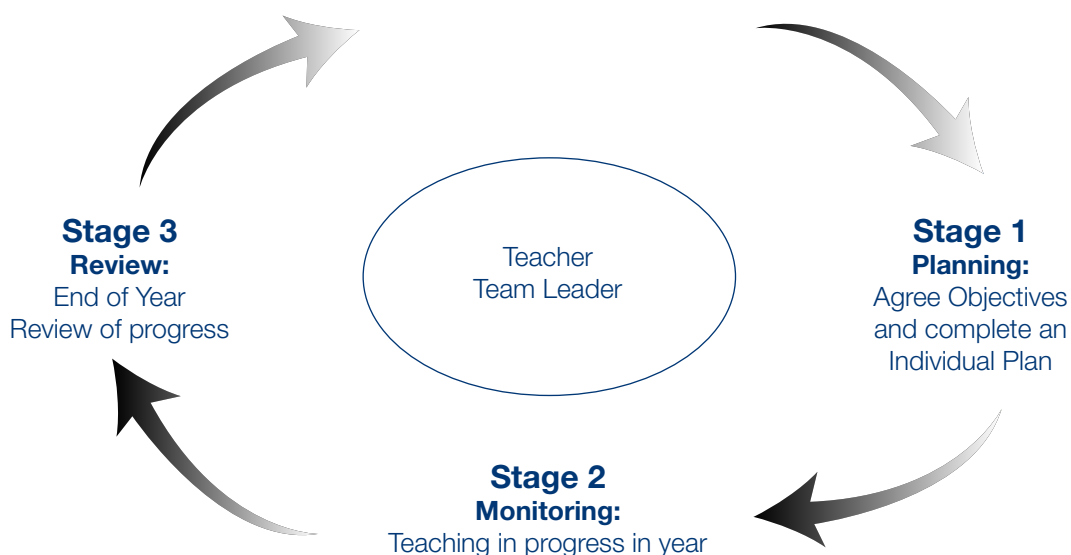 Teacher
Team Leader
Stage 1
Planning:
Agree Objectives
and complete an
Individual Plan
Stage 2
Monitoring:
Teaching in progress in year
Stage 3
Review:
End of Year
Review of progress